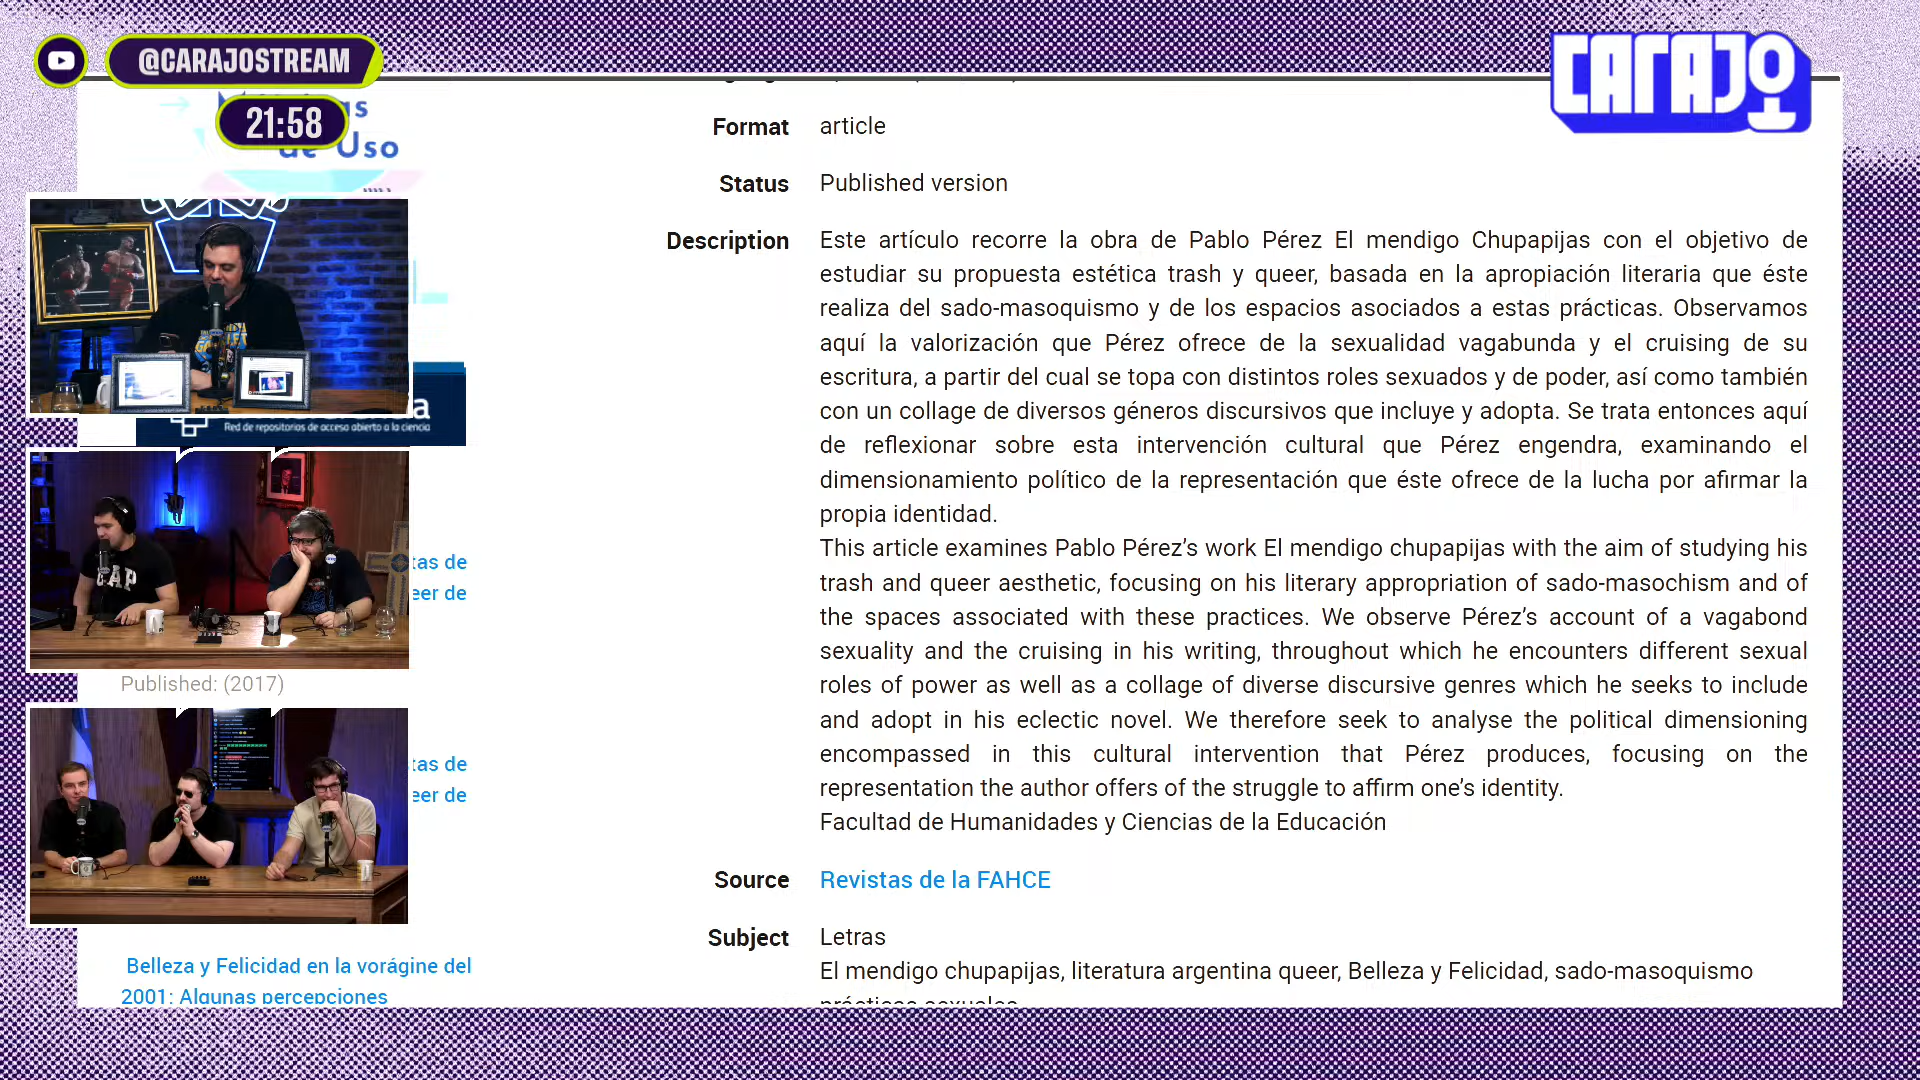 @CARAJOSTREAM
CARAJO
21:58
de Uso
Format article
Status Published version
Description Este artículo recorre la obra de Pablo Pérez El mendigo Chupapijas con el objetivo de
estudiar su propuesta estética trash y queer, basada en la apropiación literaria que éste
realiza del sado-masoquismo y de los espacios asociados a estas prácticas. Observamos
aquí la valorización que Pérez ofrece de la sexualidad vagabunda y el cruising de su
escritura, a partir del cual se topa con distintos roles sexuados y de poder, así como también
con un collage de diversos géneros discursivos que incluye y adopta. Se trata entonces aquí
de reflexionar sobre esta intervención cultural que Pérez engendra, examinando el
dimensionamiento político de la representación que éste ofrece de la lucha por afirmar la
propia identidad.
This article examines Pablo Pérez’s work El mendigo chupapijas with the aim of studying his
trash and queer aesthetic, focusing on his literary appropriation of sado-masochism and of
the spaces associated with these practices. We observe Pérez’s account of a vagabond
sexuality and the cruising in his writing, throughout which he encounters different sexual
roles of power as well as a collage of diverse discursive genres which he seeks to include
and adopt in his eclectic novel. We therefore seek to analyse the political dimensioning
encompassed in this cultural intervention that Pérez produces, focusing on the
representation the author offers of the struggle to affirm one’s identity.
Facultad de Humanidades y Ciencias de la Educación
Source Revistas de la FAHCE
Subject Letras
El mendigo chupapijas, literatura argentina queer, Belleza y Felicidad, sado-masoquismo
prácticas sexuales
Red de repositorios de acceso abierto a la ciencia
GAP
tas de
eer de
Published: (2017)
tas de
eer de
Belleza y Felicidad en la vorágine del
2001: Algunas percepciones